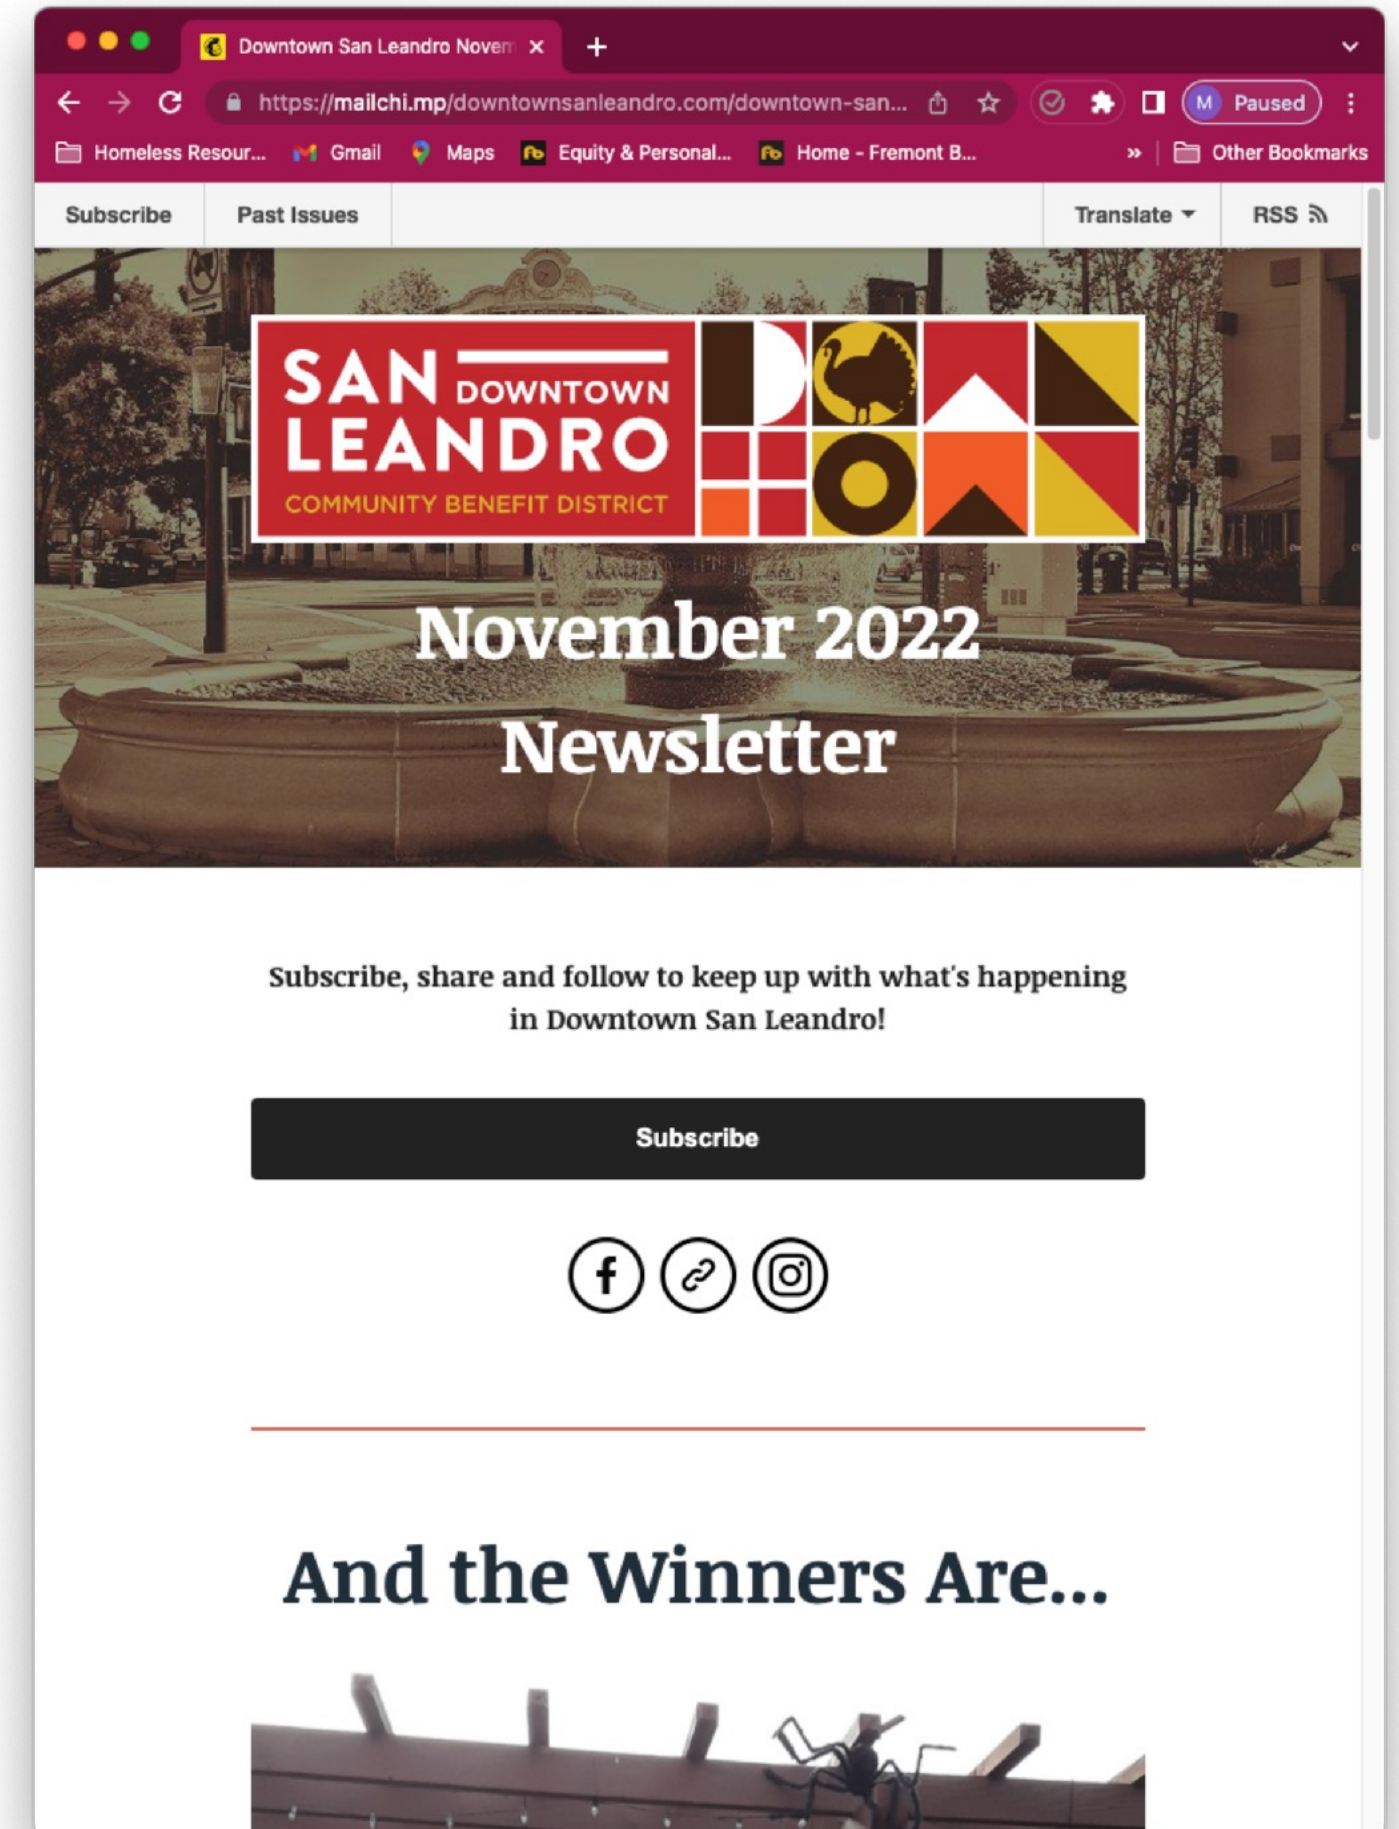 Downtown San Leandro Novem
https://mailchi.mp/downtownsanleandro.com/downtown-san...
M Paused
Homeless Resour... Gmail Maps fb Equity & Personal... fb Home - Fremont B... » Other Bookmarks
Subscribe Past Issues Translate RSS
SAN DOWNTOWN
LEANDRO
COMMUNITY BENEFIT DISTRICT
November 2022
Newsletter
Subscribe, share and follow to keep up with what's happening
in Downtown San Leandro!
Subscribe
And the Winners Are...